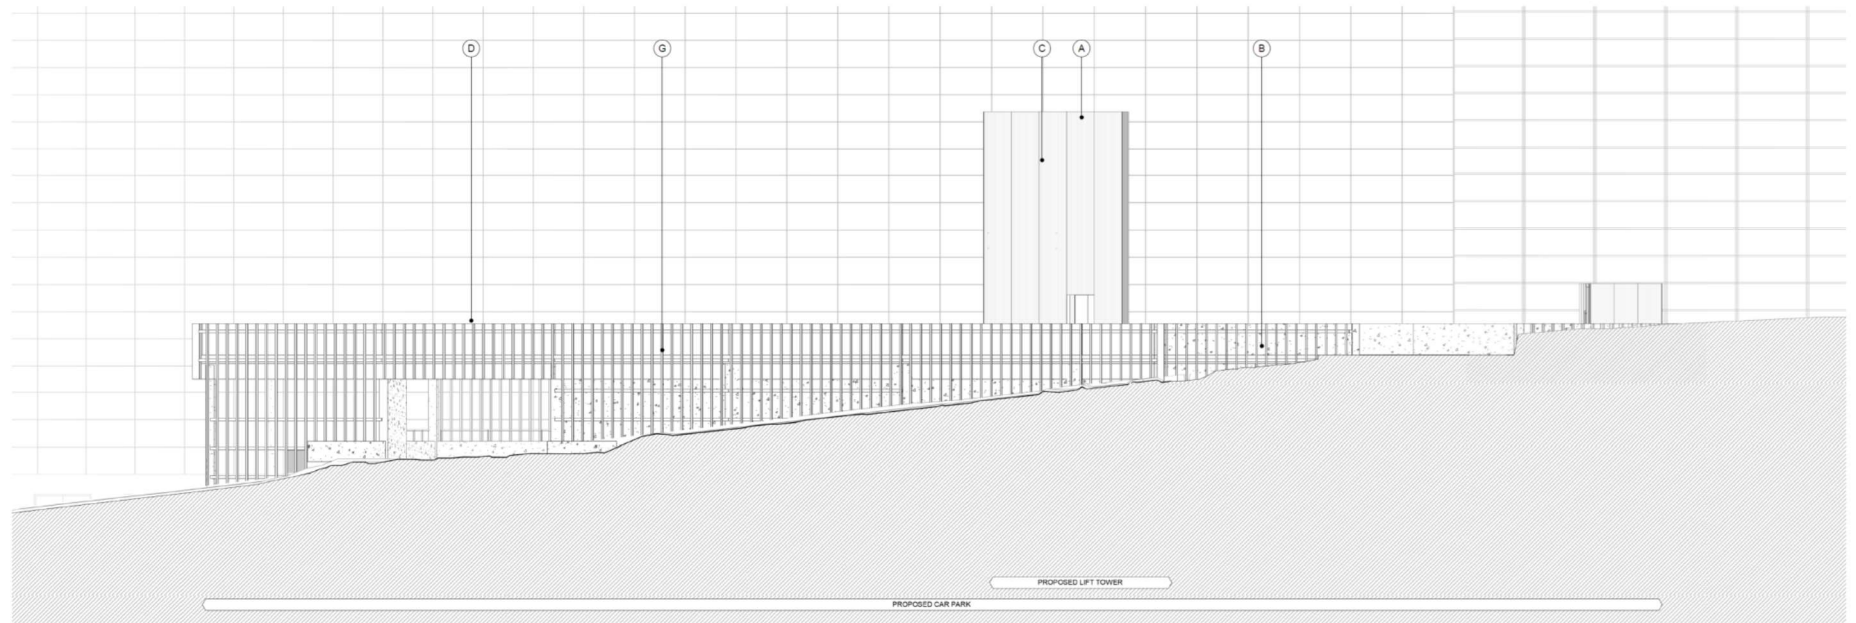 D
G
C
A
B
PROPOSED LIFT TOWER
PROPOSED CAR PARK